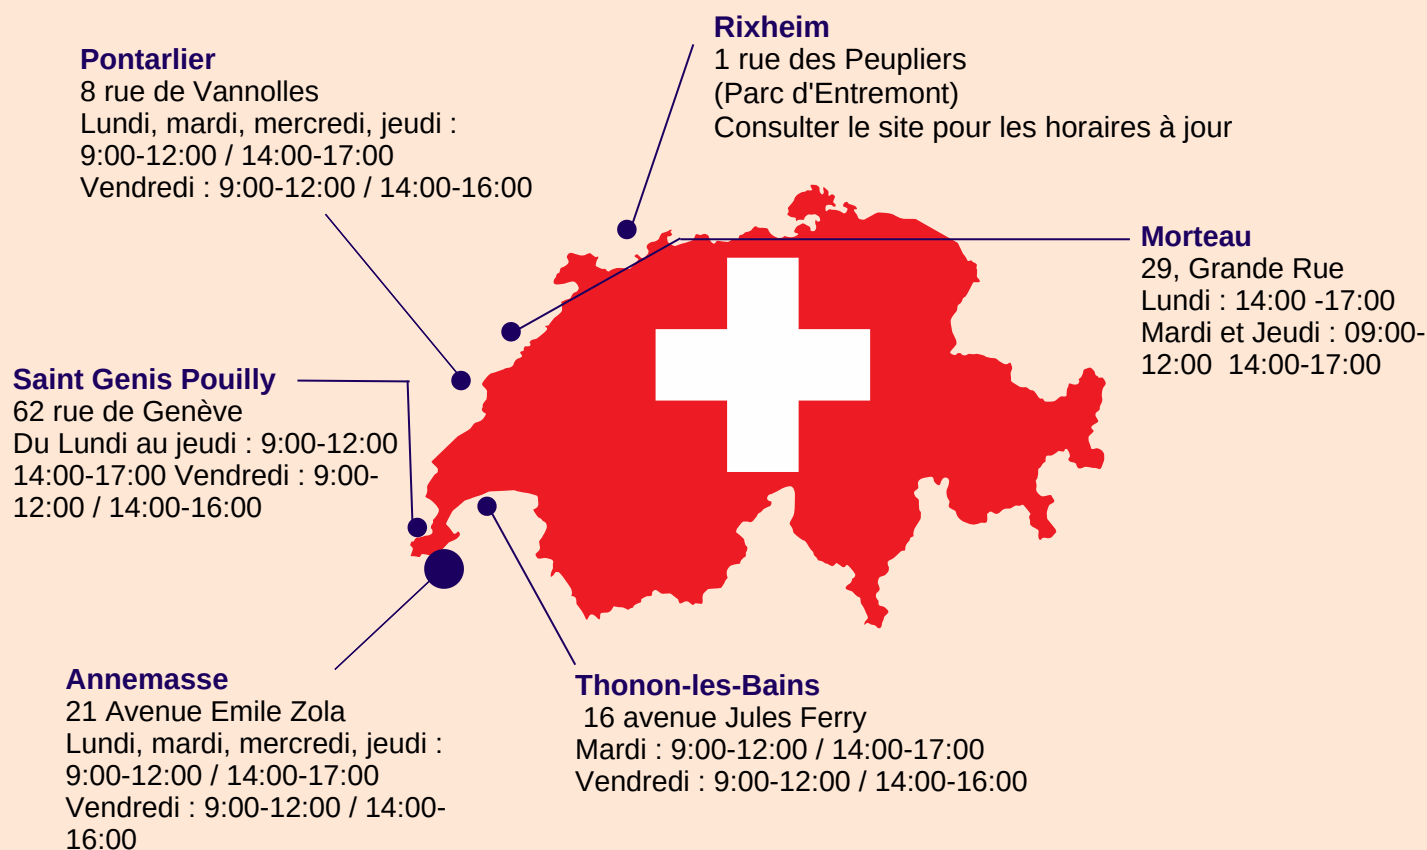 Rixheim
1 rue des Peupliers
(Parc d'Entremont)
Consulter le site pour les horaires à jour
Pontarlier
8 rue de Vannolles
Lundi, mardi, mercredi, jeudi :
9:00-12:00 / 14:00-17:00
Vendredi : 9:00-12:00 / 14:00-16:00
Morteau
29, Grande Rue
Lundi : 14:00 -17:00
Mardi et Jeudi : 09:00-
12:00  14:00-17:00
Saint Genis Pouilly
62 rue de Genève
Du Lundi au jeudi : 9:00-12:00
14:00-17:00 Vendredi : 9:00-
12:00 / 14:00-16:00
Annemasse
21 Avenue Emile Zola
Lundi, mardi, mercredi, jeudi :
9:00-12:00 / 14:00-17:00
Vendredi : 9:00-12:00 / 14:00-
16:00
Thonon-les-Bains
16 avenue Jules Ferry
Mardi : 9:00-12:00 / 14:00-17:00
Vendredi : 9:00-12:00 / 14:00-16:00